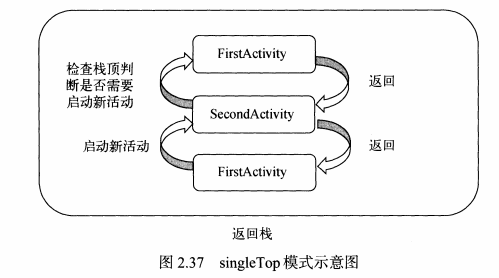 FirstActivity
检查栈顶判
断是否需要
启动新活动
返回
SecondActivity
启动新活动
返回
FirstActivity
返回栈
图 2.37 singleTop 模式示意图